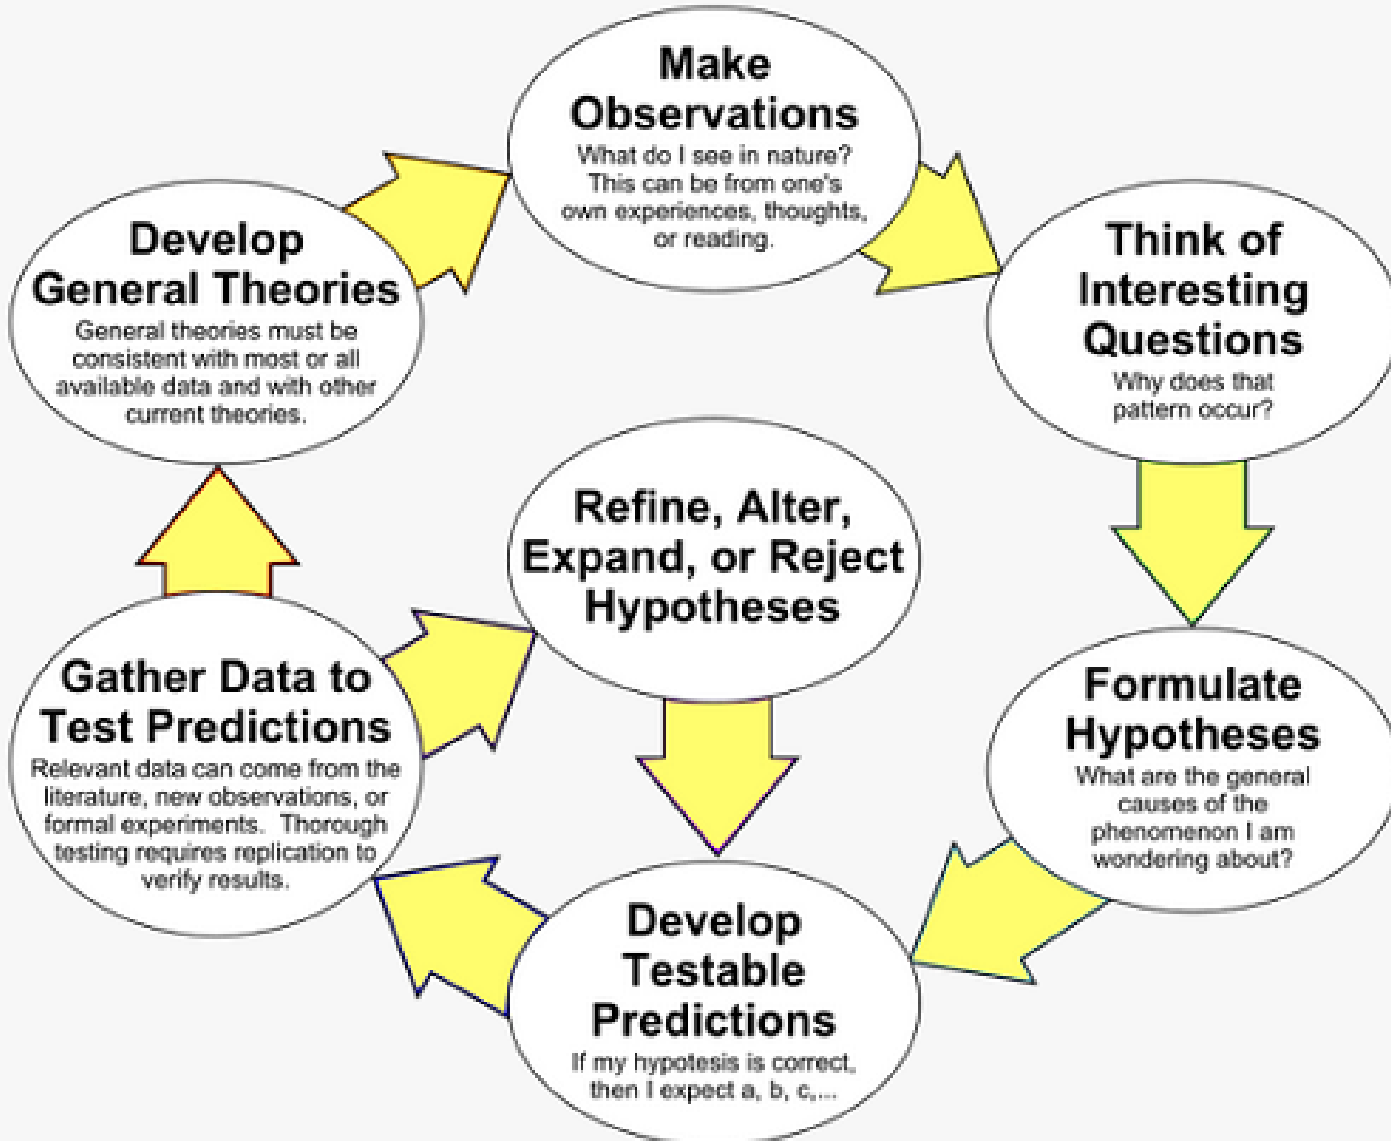 Make
Observations
What do I see in nature?
This can be from one's
own experiences, thoughts,
or reading.
Think of
Interesting
Questions
Why does that
pattern occur?
Formulate
Hypotheses
What are the general
causes of the
phenomenon I am
wondering about?
Develop
Testable
Predictions
If my hypotesis is correct,
then I expect a, b, c,...
Gather Data to
Test Predictions
Relevant data can come from the
literature, new observations, or
formal experiments. Thorough
testing requires replication to
verify results.
Refine, Alter,
Expand, or Reject
Hypotheses
Develop
General Theories
General theories must be
consistent with most or all
available data and with other
current theories.